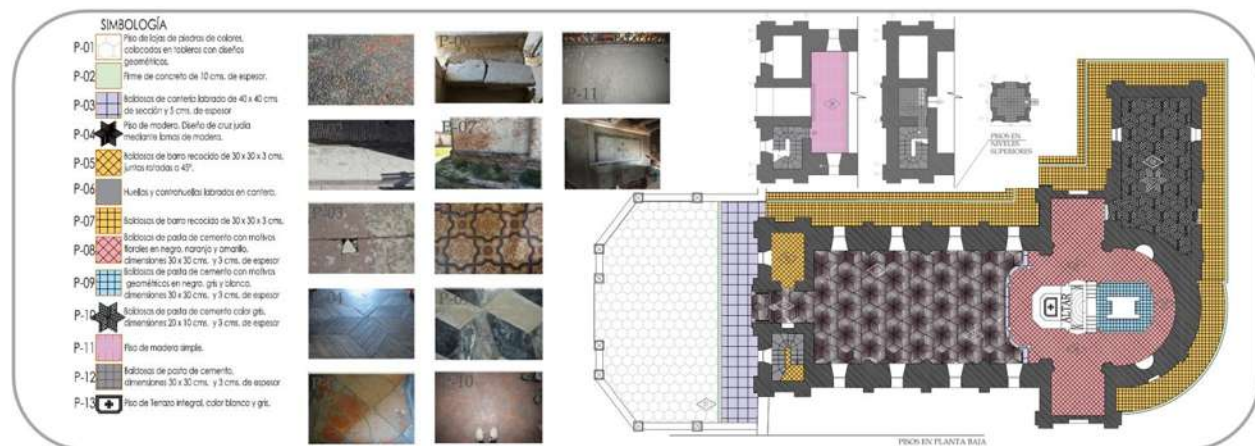 SIMBOLOGÍA
P-01 Piso de lajas de piedras de colores,
colocados en tableros con diseños
geométricos.
P-02 Firme de concreto de 10 cms. de espesor.
P-03 Baldosas de cantería labrada de 40 x 40 cms
de sección y 5 cms. de espesor
P-04 Piso de madera. Diseño de cruz judía
mediante lamas de madera.
P-05 Baldosas de barro recocido de 30 x 30 x 3 cms.
juntas rotadas a 45°.
P-06 Huellas y contrahuellas labrados en cantera.
P-07 Baldosas de barro recocido de 30 x 30 x 3 cms.
P-08 Baldosas de pasta de cemento con motivos
florales en negro, naranja y amarillo,
dimensiones 30 x 30 cms. y 3 cms. de espesor
P-09 Baldosas de pasta de cemento con motivos
geométricos en negro, gris y blanco,
dimensiones 30 x 30 cms. y 3 cms. de espesor
P-10 Baldosas de pasta de cemento color gris,
dimensiones 20 x 10 cms. y 3 cms. de espesor
P-11 Piso de madera simple.
P-12 Baldosas de pasta de cemento,
dimensiones 30 x 30 cms. y 3 cms. de espesor
P-13 Piso de Terrazo integral, color blanco y gris.
P-01
P-06
P-11
P-07
P-03
P-10
PISOS EN
NIVELES
SUPERIORES
ALTAR
PISOS EN PLANTA BAJA